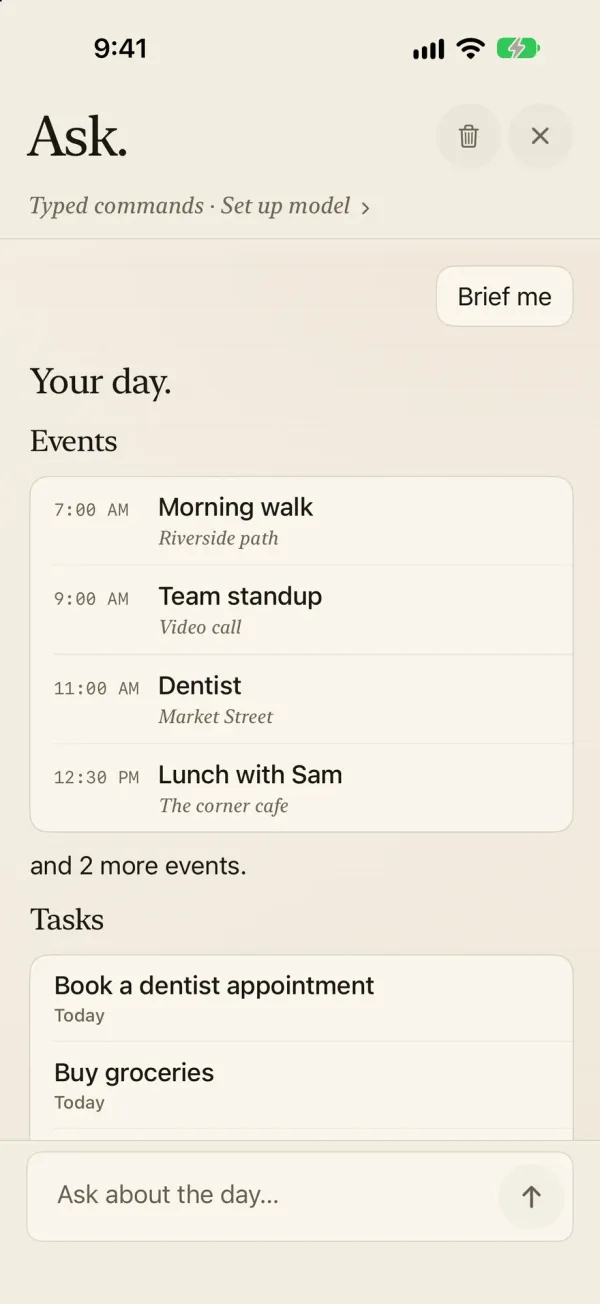 9:41
Ask.
Typed commands · Set up model >
Brief me
Your day.
Events
7:00 AM Morning walk
Riverside path
9:00 AM Team standup
Video call
11:00 AM Dentist
Market Street
12:30 PM Lunch with Sam
The corner cafe
and 2 more events.
Tasks
Book a dentist appointment
Today
Buy groceries
Today
Ask about the day...